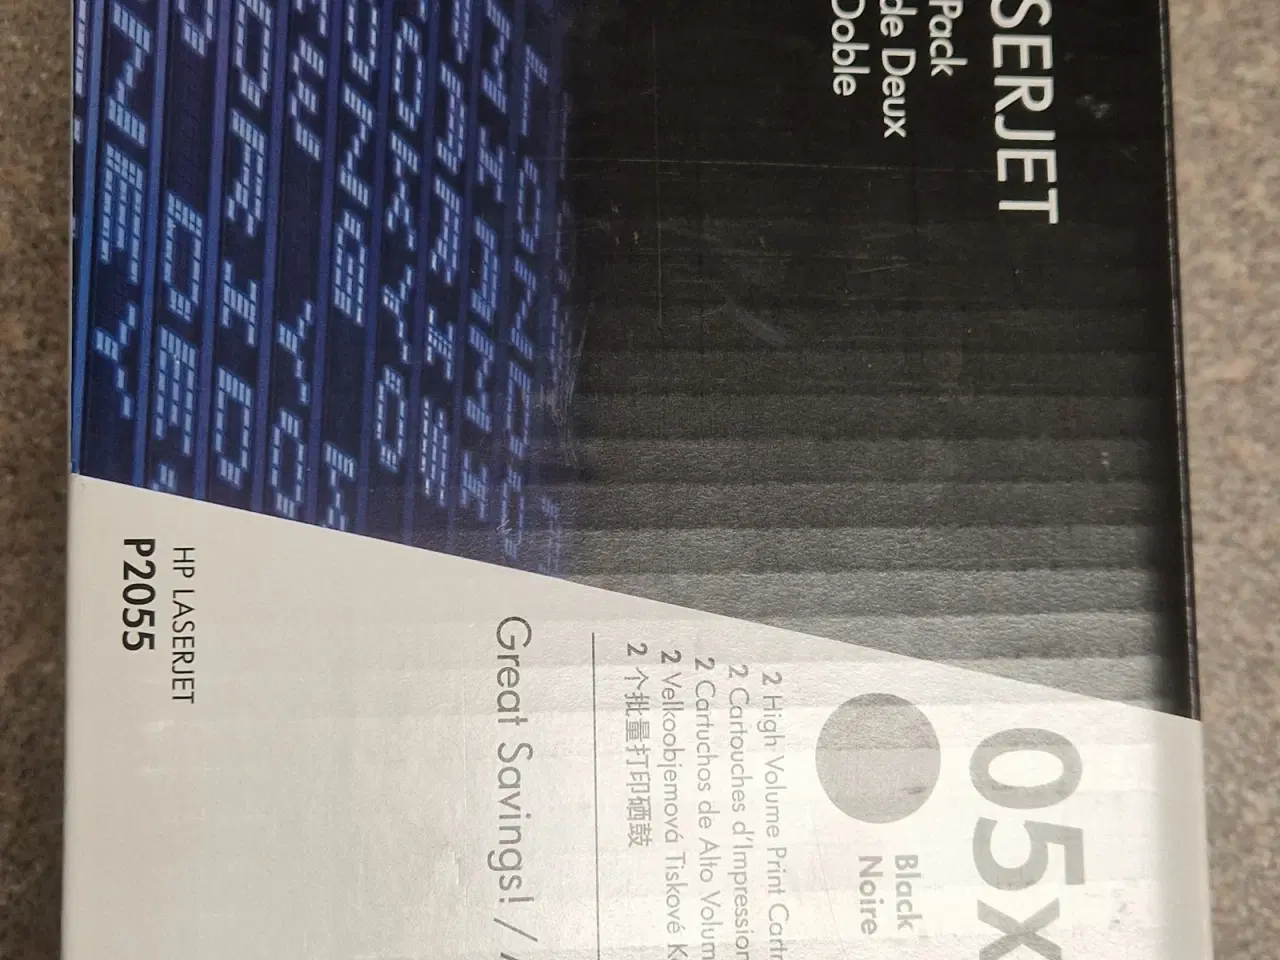 SERJET
Pack
de Deux
Doble
05X
Black
Noire
2 High Volume Print Cartr
2 Cartouches d'Impression
2 Cartuchos de Alto Volum
2 Velkoobjemová Tiskové K
2 个批量打印硒鼓
Great Savings! /
HP LASERJET
P2055